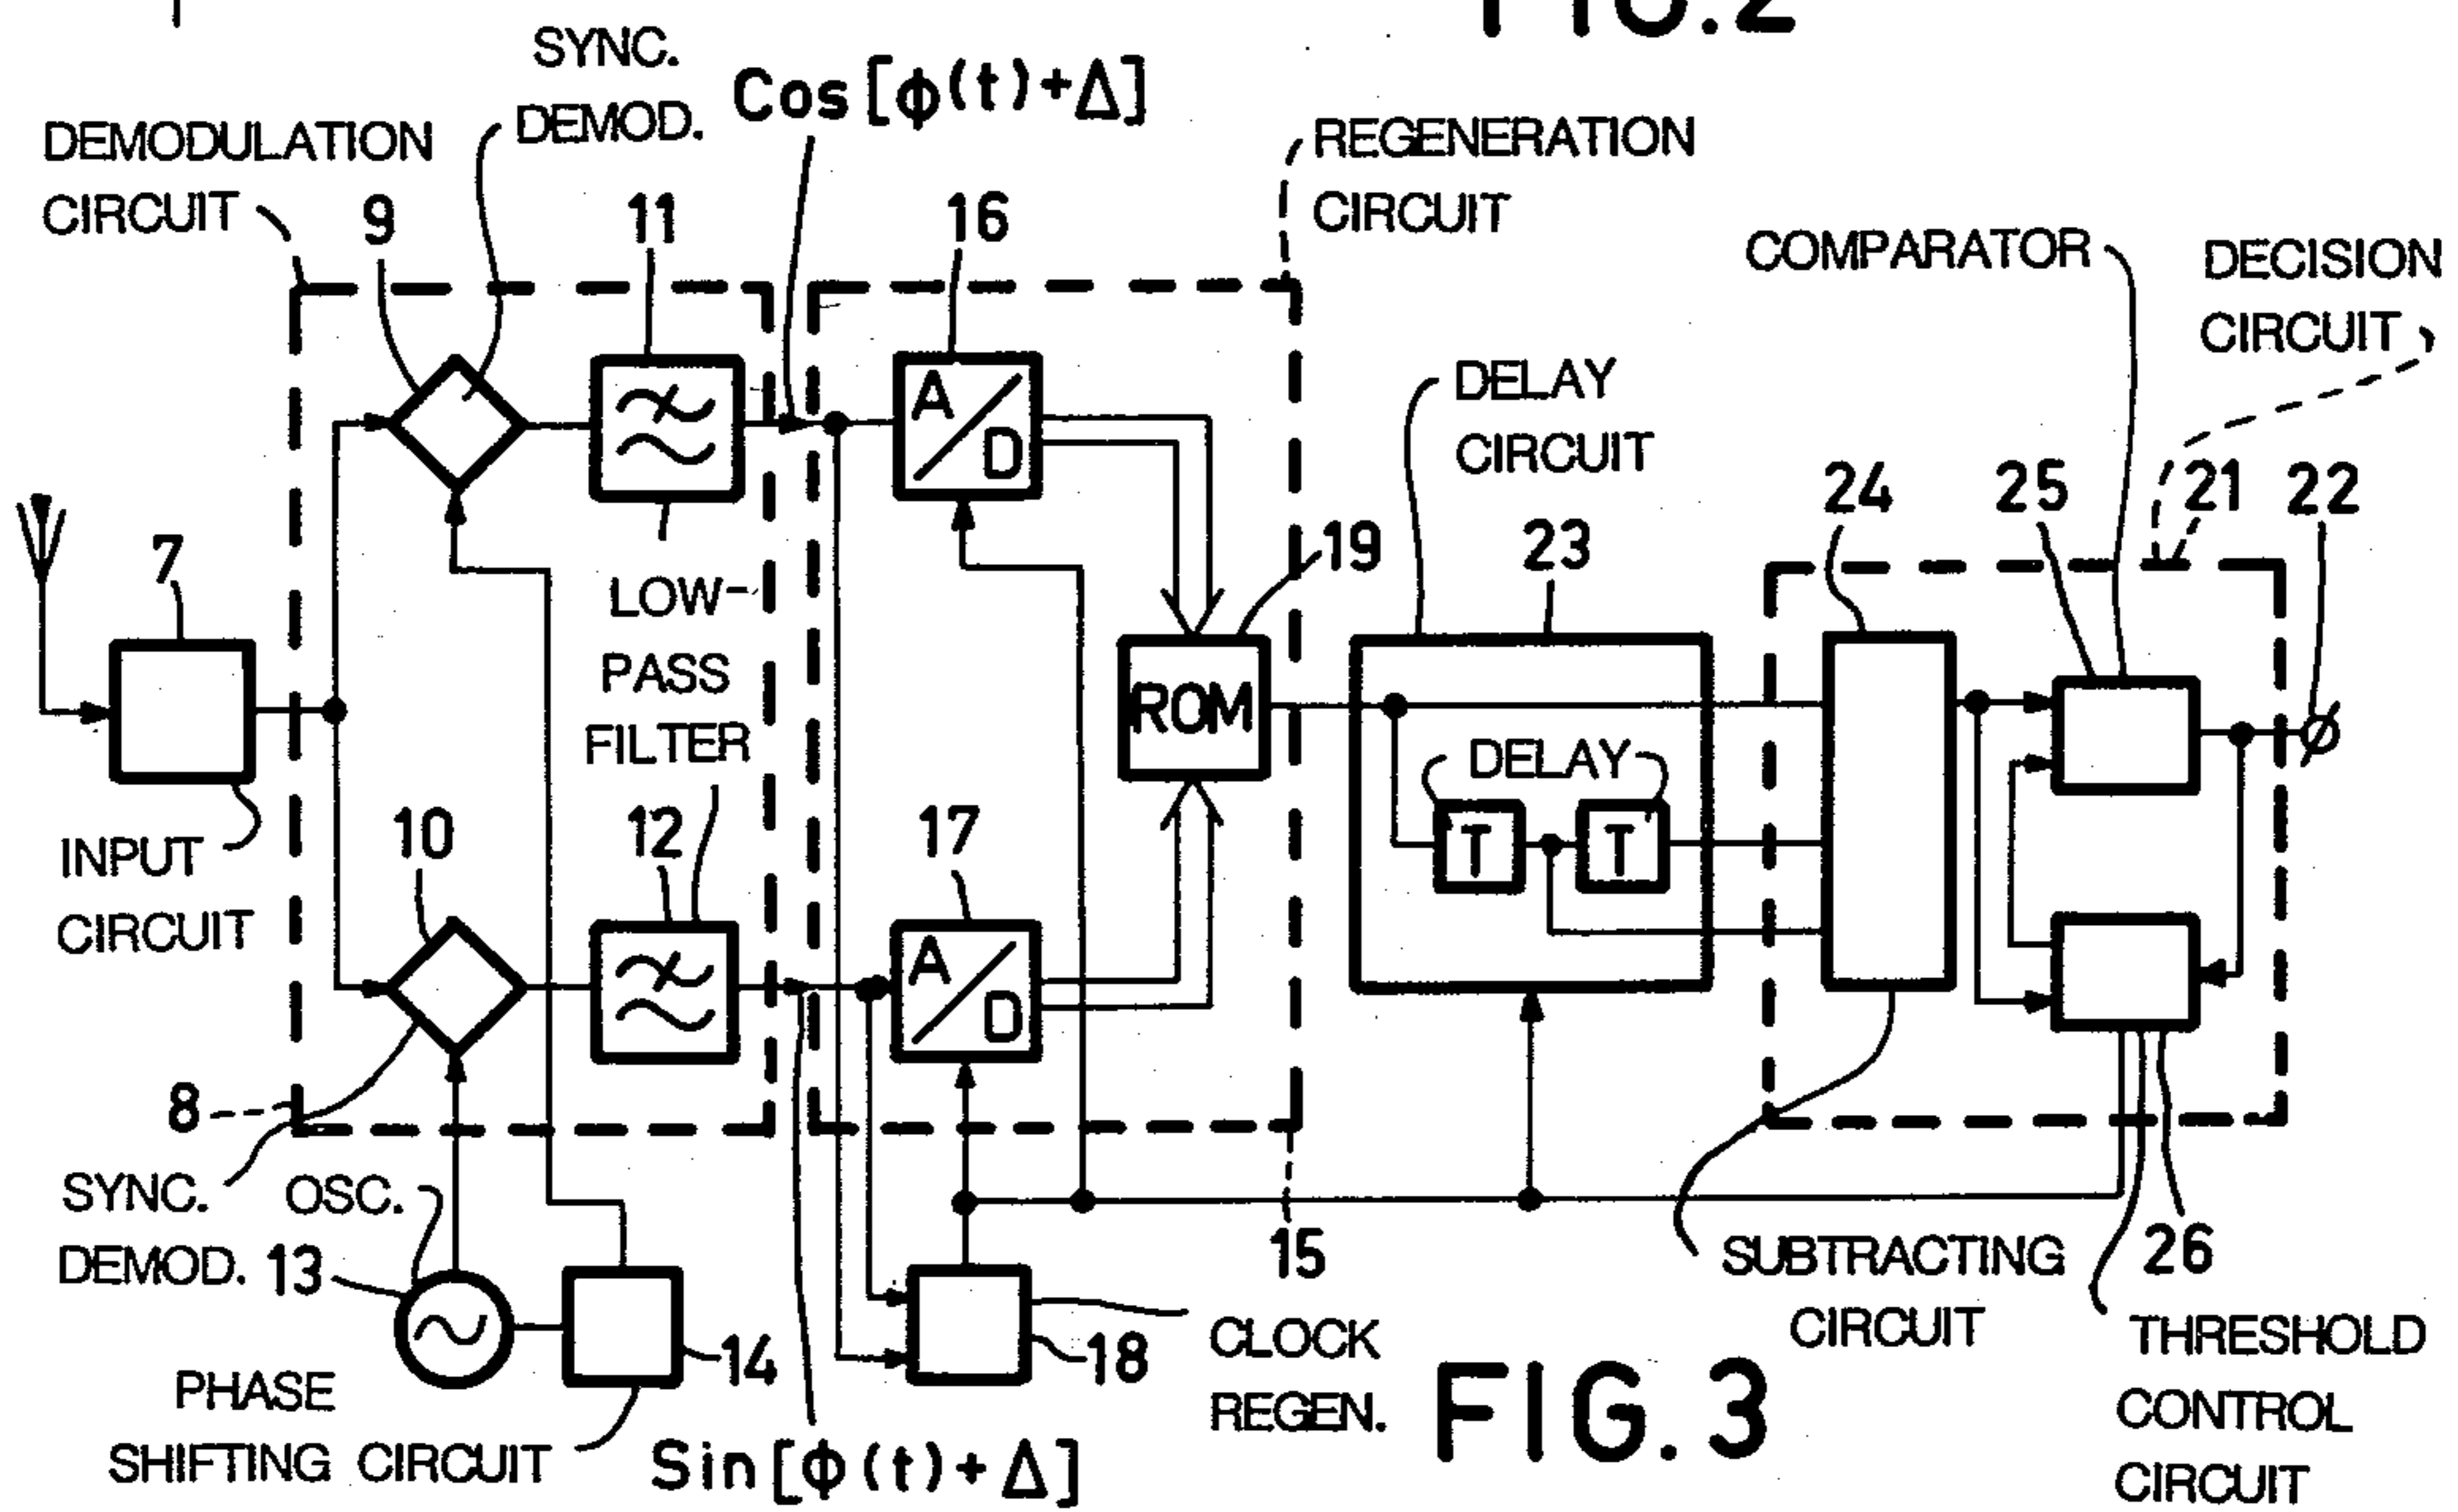 FIG.2
SYNC.
DEMOD.
Cos[ϕ(t)+Δ]
DEMODULATION
CIRCUIT
REGENERATION
CIRCUIT
9
11
16
COMPARATOR
DECISION
CIRCUIT
DELAY
CIRCUIT
A
D
24
25
21
22
7
19
23
LOW-
PASS
FILTER
ROM
DELAY
T
T
INPUT
CIRCUIT
10
12
17
A
D
8
SYNC.
DEMOD.
OSC.
13
14
15
18
CLOCK
REGEN.
SUBTRACTING
CIRCUIT
26
THRESHOLD
CONTROL
CIRCUIT
PHASE
SHIFTING CIRCUIT
Sin[ϕ(t)+Δ]
FIG.3